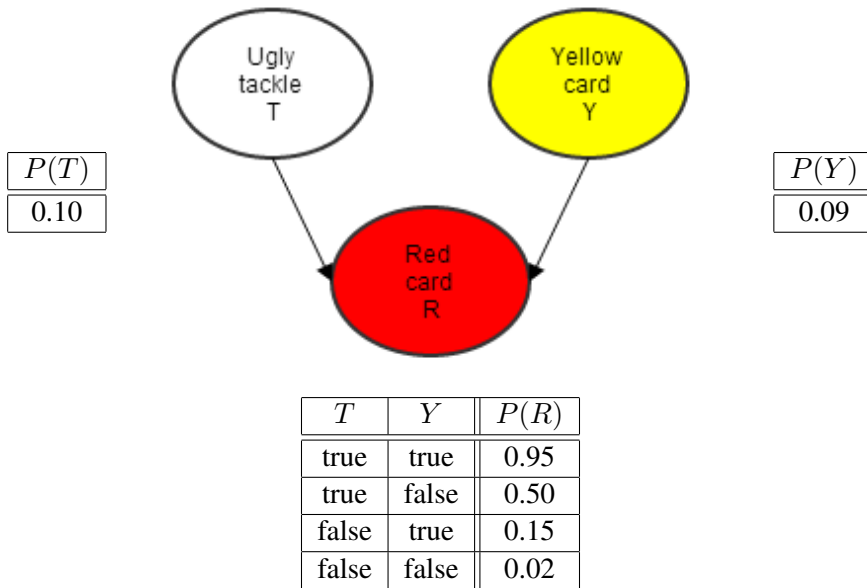 Ugly
tackle
T
Yellow
card
Y
P(T)
0.10
P(Y)
0.09
Red
card
R
T Y P(R)
true true 0.95
true false 0.50
false true 0.15
false false 0.02